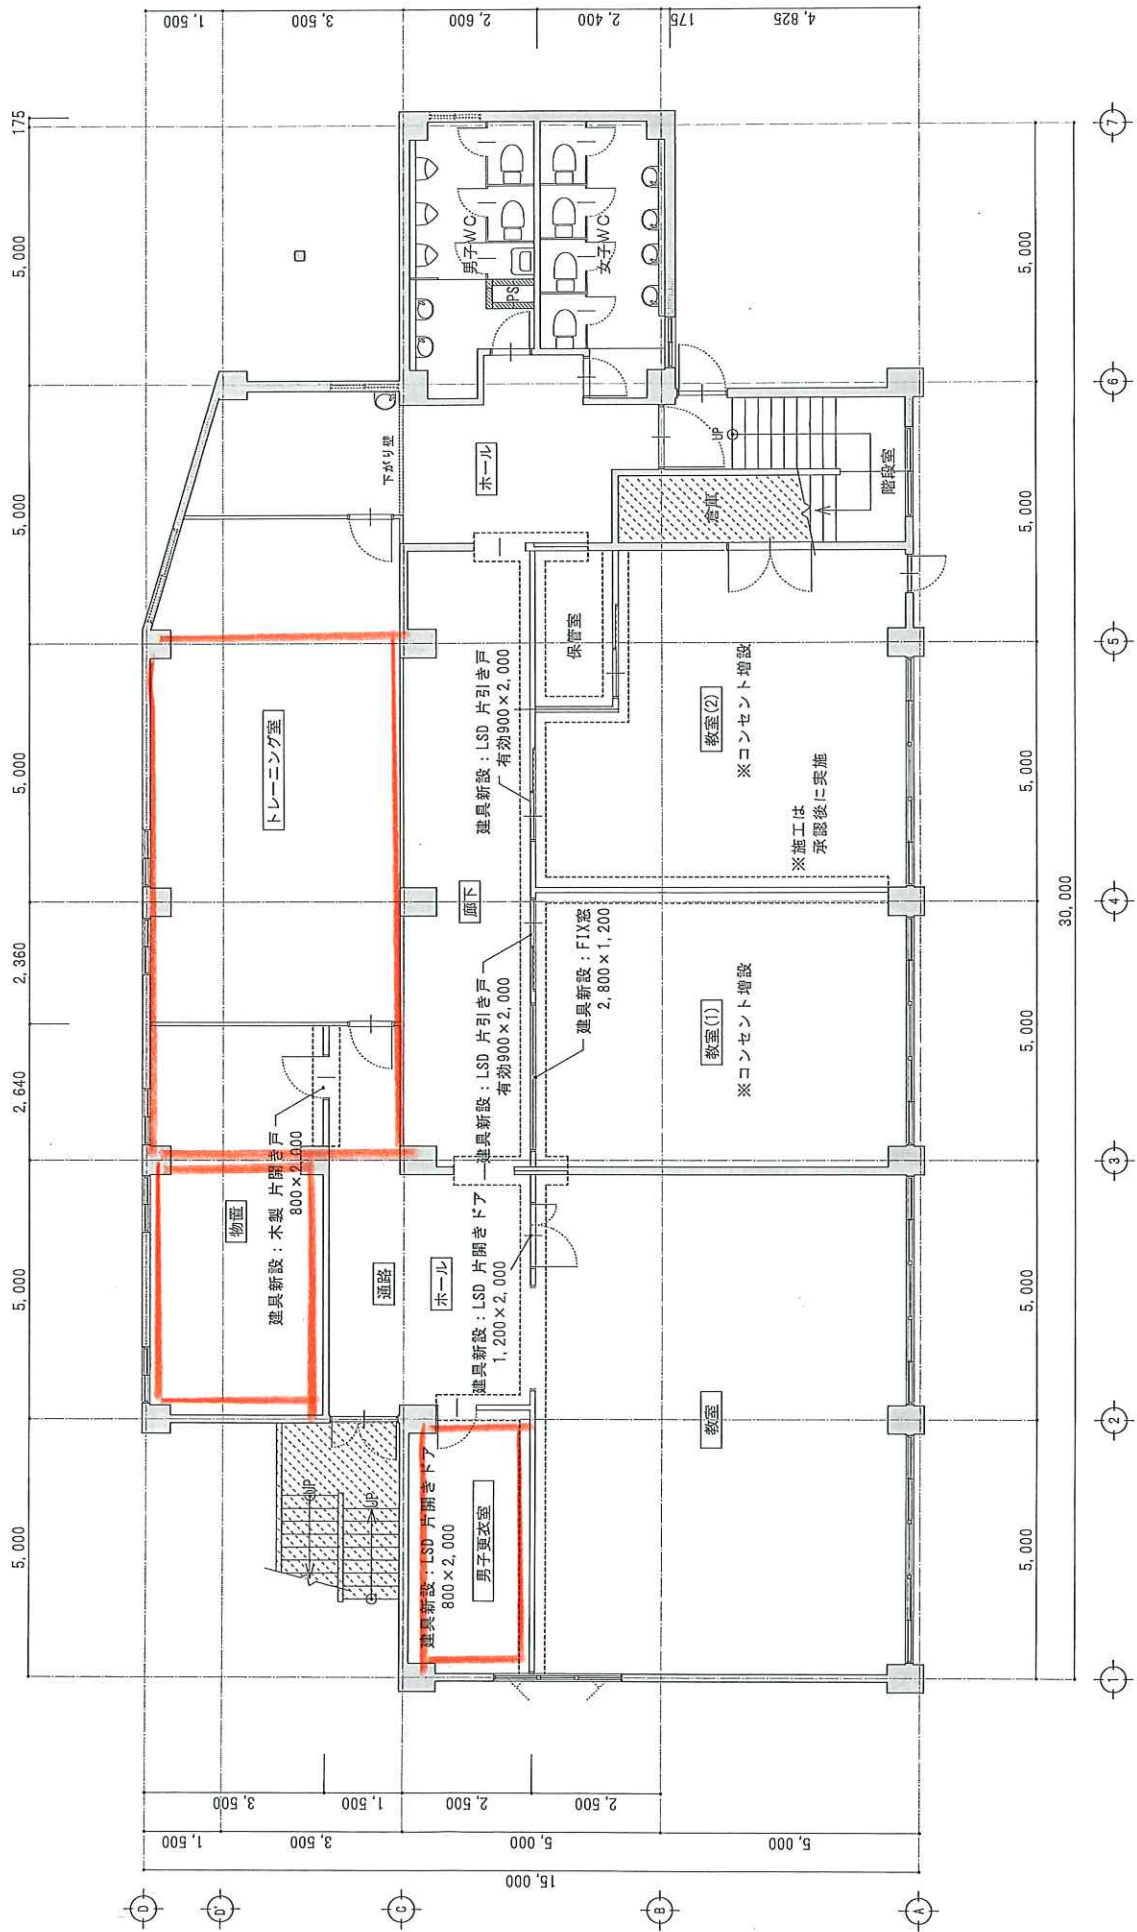 175
5,000
5,000
5,000
2,360
2,640
5,000
5,000
1,500
3,500
2,600
2,400
175
4,825
男子WC
PS
女子WC
下がり壁
ホール
UP
階段室
倉庫
保管室
トレーニング室
建具新設：LSD 片引き戸
有効900×2,000
教室(2)
※コンセント増設
※施工は
承認後に実施
廊下
建具新設：LSD 片引き戸
有効900×2,000
建具新設：FIX窓
2,800×1,200
教室(1)
※コンセント増設
建具新設：木製 片開き戸
800×2,000
物置
通路
ホール
建具新設：LSD 片開きドア
1,200×2,000
教室
UP
UP
建具新設：LSD 片開きドア
800×2,000
男子更衣室
5,000
5,000
5,000
5,000
5,000
5,000
30,000
7
6
5
4
3
2
1
3,500
1,500
2,500
2,500
1,500
3,500
5,000
5,000
15,000
D
D'
C
B
A